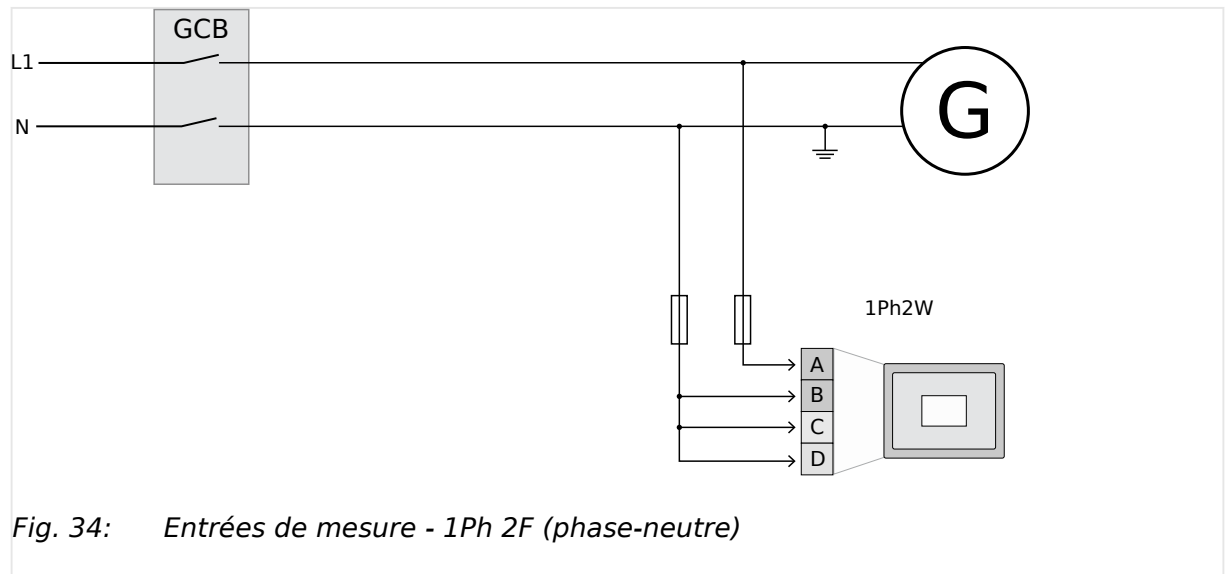 GCB
L1
N
G
1Ph2W
A
B
C
D
Fig. 34: Entrées de mesure - 1Ph 2F (phase-neutre)